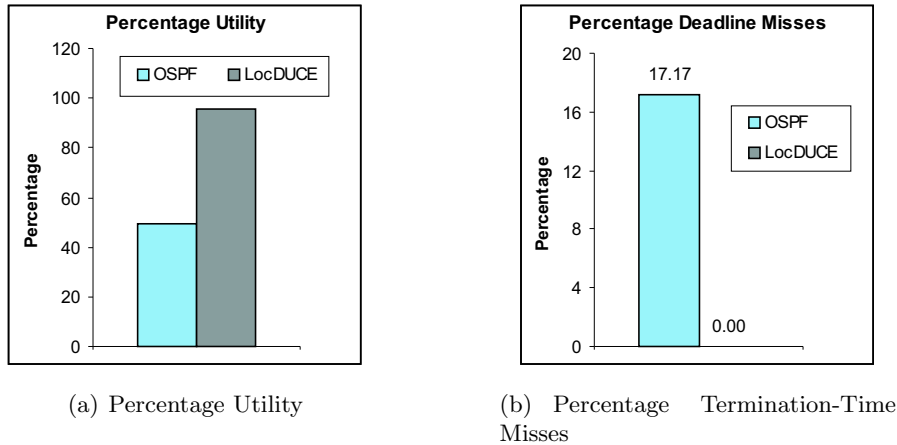 Percentage Utility
120
100
80
60
40
20
0
Percentage
OSPF LocDUCE
(a) Percentage Utility
Percentage Deadline Misses
20
16
12
8
4
0
Percentage
17.17
0.00
OSPF
LocDUCE
(b) Percentage Termination-Time
Misses